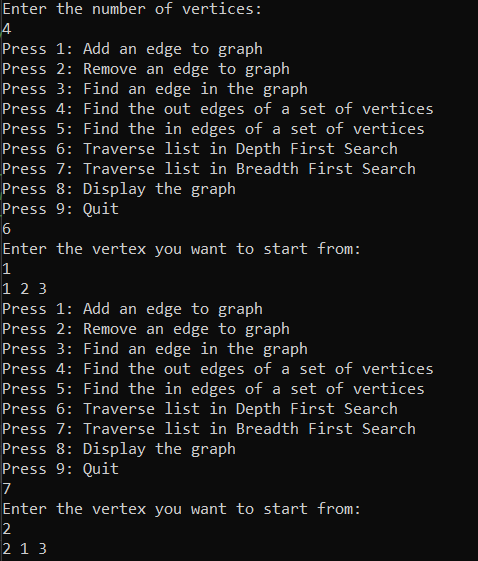 Enter the number of vertices:
4
Press 1: Add an edge to graph
Press 2: Remove an edge to graph
Press 3: Find an edge in the graph
Press 4: Find the out edges of a set of vertices
Press 5: Find the in edges of a set of vertices
Press 6: Traverse list in Depth First Search
Press 7: Traverse list in Breadth First Search
Press 8: Display the graph
Press 9: Quit
6
Enter the vertex you want to start from:
1
1 2 3
Press 1: Add an edge to graph
Press 2: Remove an edge to graph
Press 3: Find an edge in the graph
Press 4: Find the out edges of a set of vertices
Press 5: Find the in edges of a set of vertices
Press 6: Traverse list in Depth First Search
Press 7: Traverse list in Breadth First Search
Press 8: Display the graph
Press 9: Quit
7
Enter the vertex you want to start from:
2
2 1 3